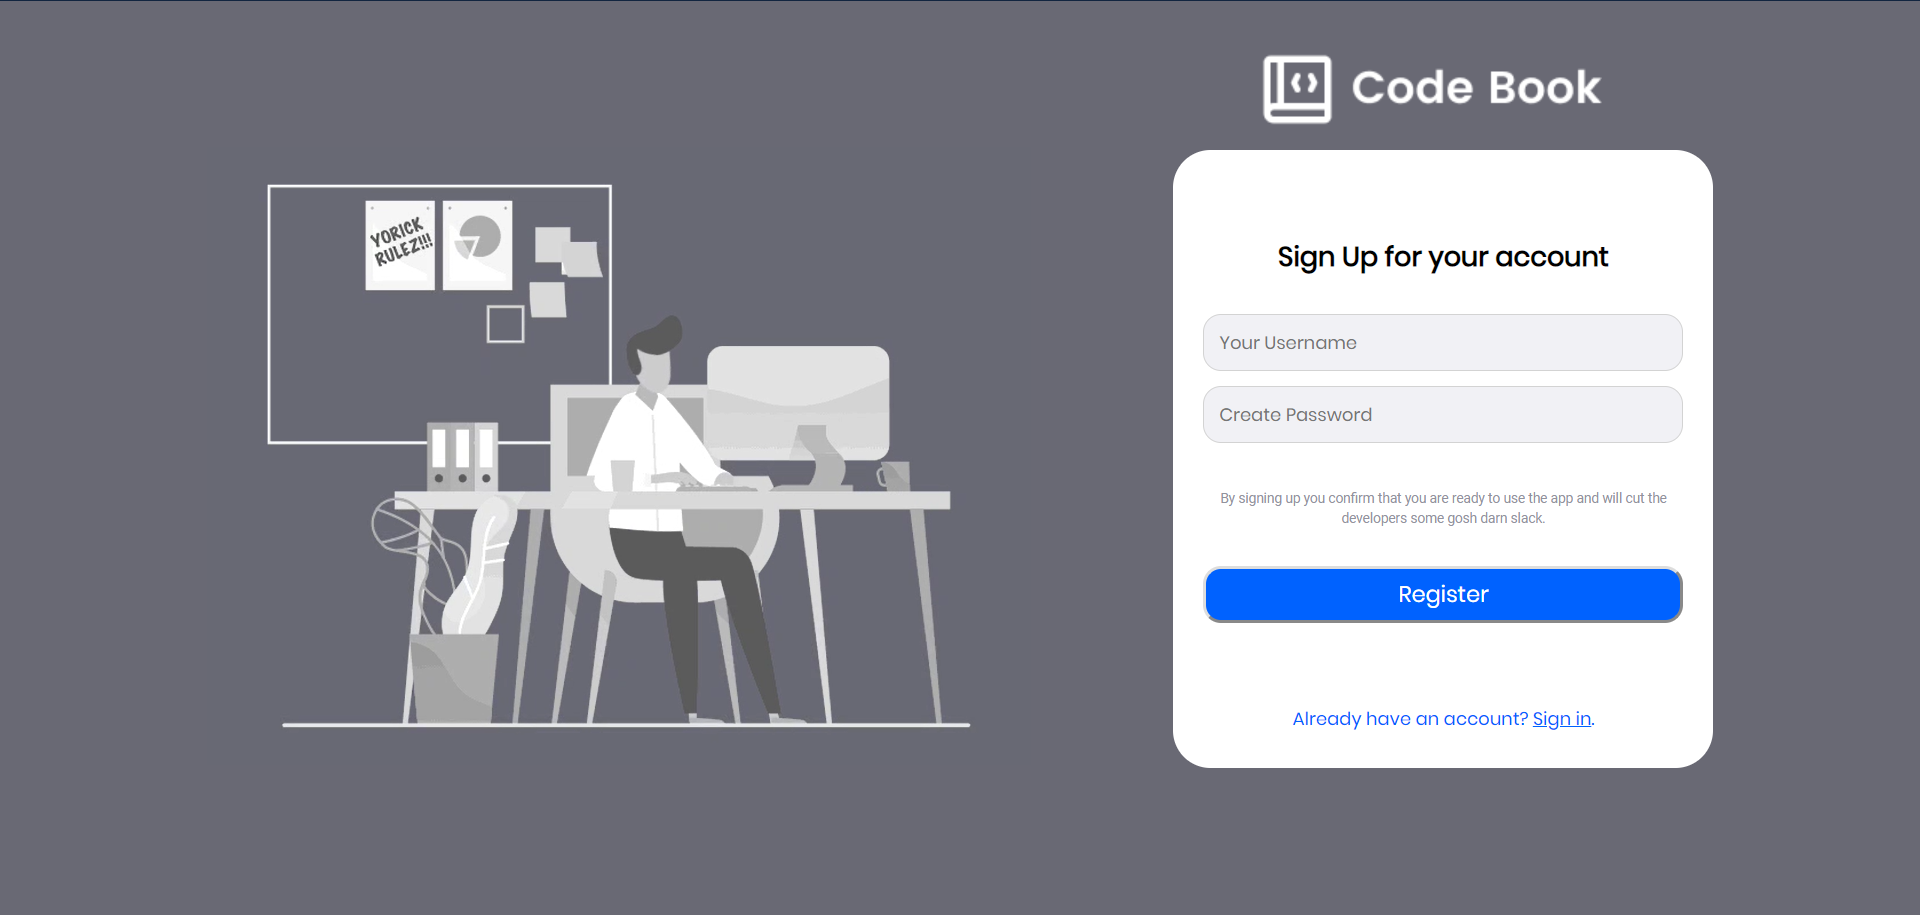 Code Book
YORICK
RULEZ!!!
Sign Up for your account
Your Username
Create Password
By signing up you confirm that you are ready to use the app and will cut the
developers some gosh darn slack.
Register
Already have an account? Sign in.